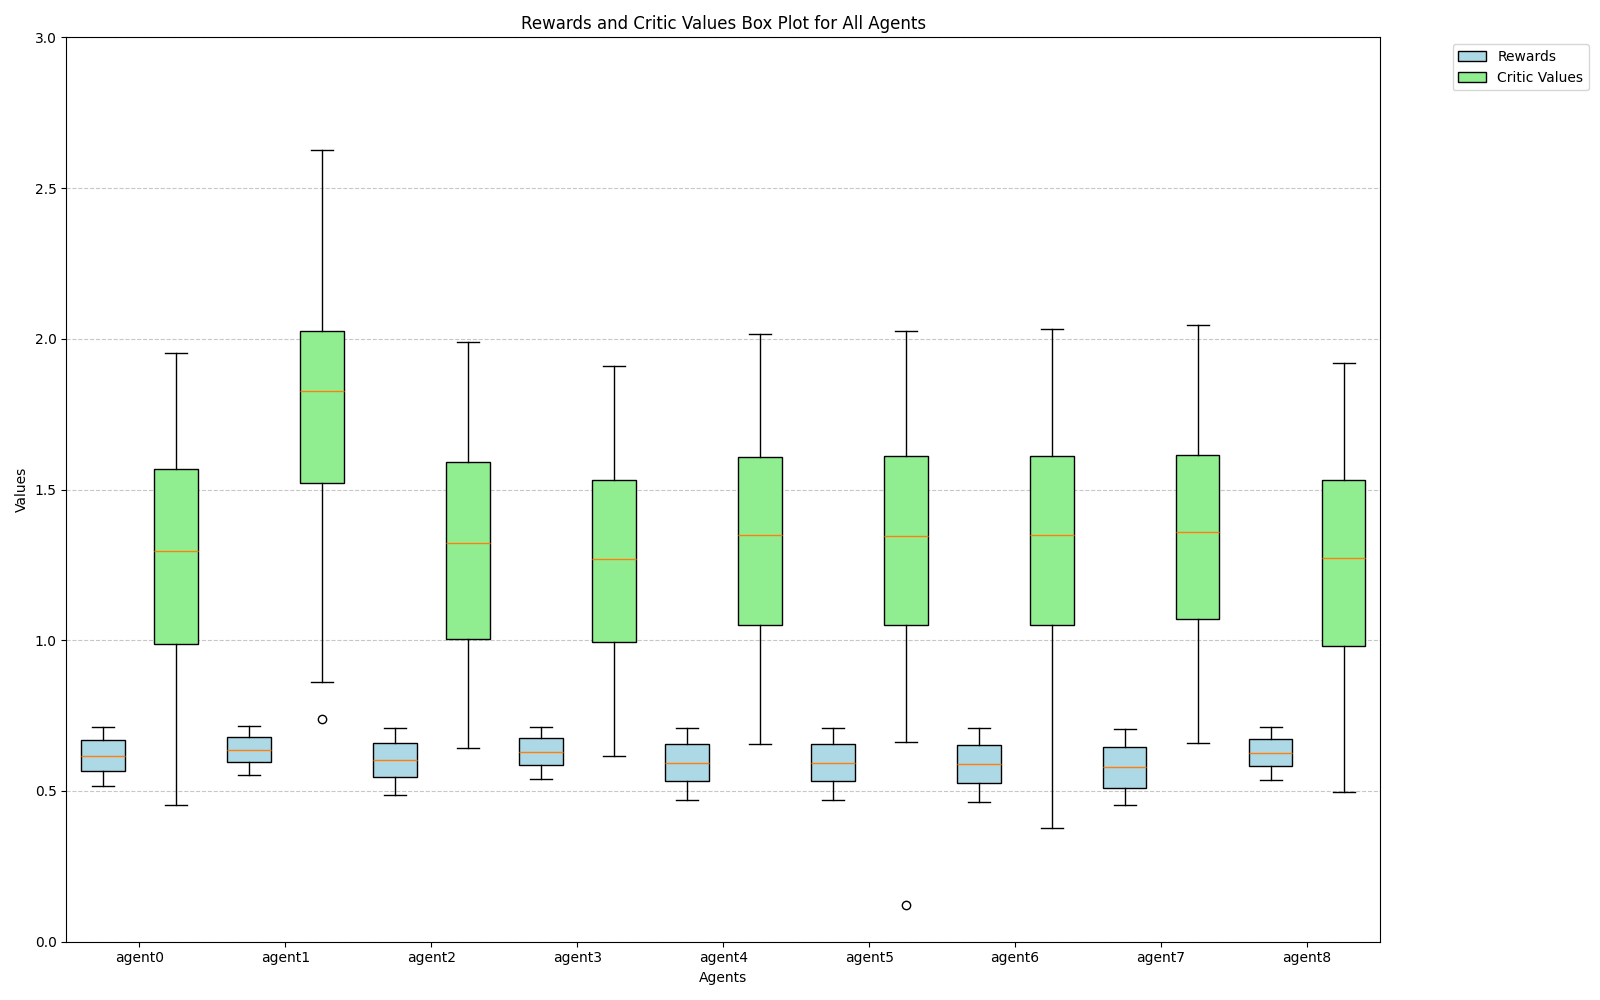 Rewards and Critic Values Box Plot for All Agents
Rewards
Critic Values
3.0
2.5
2.0
1.5
1.0
0.5
0.0
Values
agent0
agent1
agent2
agent3
agent4
agent5
agent6
agent7
agent8
Agents